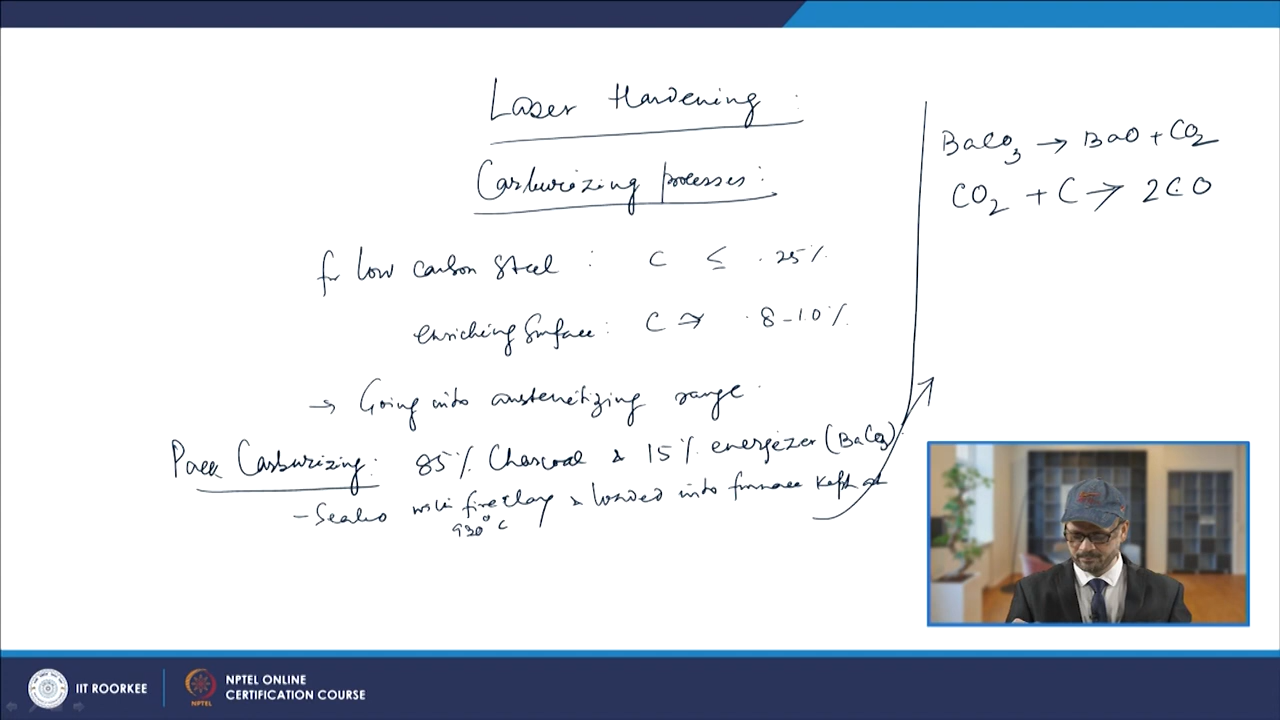 Laser Hardening :
Carburizing processes :
for low carbon steel : C ≤ .25%
enriching surface : C → .8-1.0%
→ Going into austenitizing range.
Pack Carburizing : 85% Charcoal & 15% energizer (BaCO3).
- Sealed with fireclay & loaded into furnace kept at
930°C
BaCO3 → BaO + CO2
CO2 + C → 2CO
IIT ROORKEE
NPTEL
NPTEL ONLINE
CERTIFICATION COURSE